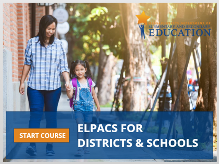 EDUCATION
START COURSE
ELPACS FOR
DISTRICTS & SCHOOLS